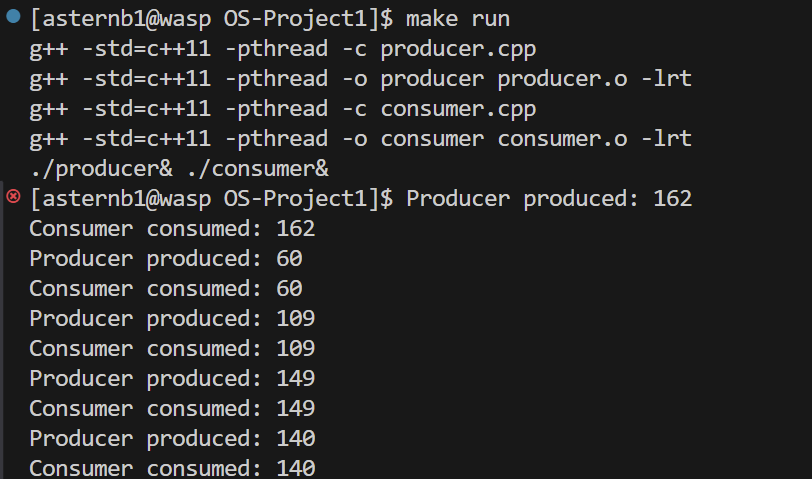 [asternb1@wasp OS-Project1]$ make run
g++ -std=c++11 -pthread -c producer.cpp
g++ -std=c++11 -pthread -o producer producer.o -lrt
g++ -std=c++11 -pthread -c consumer.cpp
g++ -std=c++11 -pthread -o consumer consumer.o -lrt
./producer& ./consumer&
[asternb1@wasp OS-Project1]$ Producer produced: 162
Consumer consumed: 162
Producer produced: 60
Consumer consumed: 60
Producer produced: 109
Consumer consumed: 109
Producer produced: 149
Consumer consumed: 149
Producer produced: 140
Consumer consumed: 140